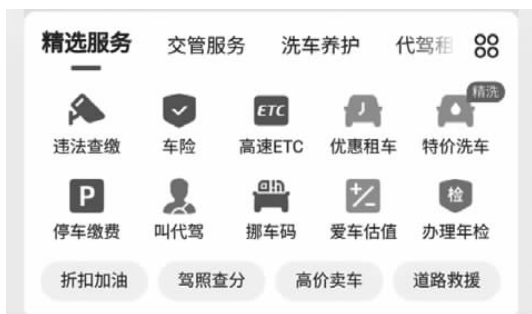 精选服务 交管服务 洗车养护 代驾租
精洗
ETC
违法查缴 车险 高速ETC 优惠租车 特价洗车
P 检
停车缴费 叫代驾 挪车码 爱车估值 办理年检
折扣加油 驾照查分 高价卖车 道路救援